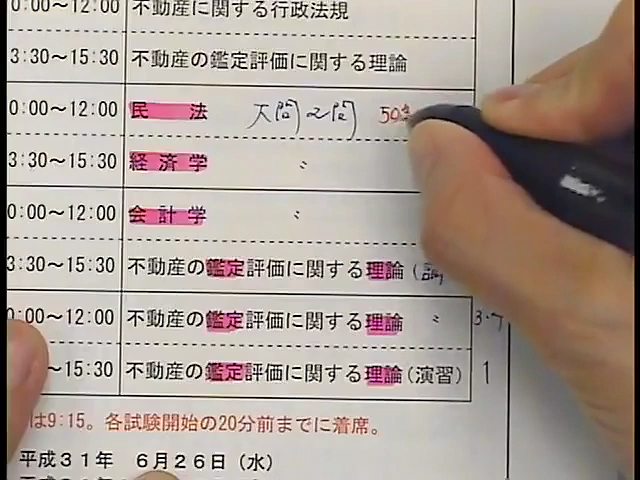 0:00～12:00 不動産に関する行政法規
3:30～15:30 不動産の鑑定評価に関する理論
0:00～12:00 民 法 大問2問 50
3:30～15:30 経 済 学 〃
0:00～12:00 会 計 学 〃
3:30～15:30 不動産の鑑定評価に関する理論（論
0:00～12:00 不動産の鑑定評価に関する理論 〃
～15:30 不動産の鑑定評価に関する理論（演習） 1
は9:15。各試験開始の20分前までに着席。
平成31年 6月26日（水）